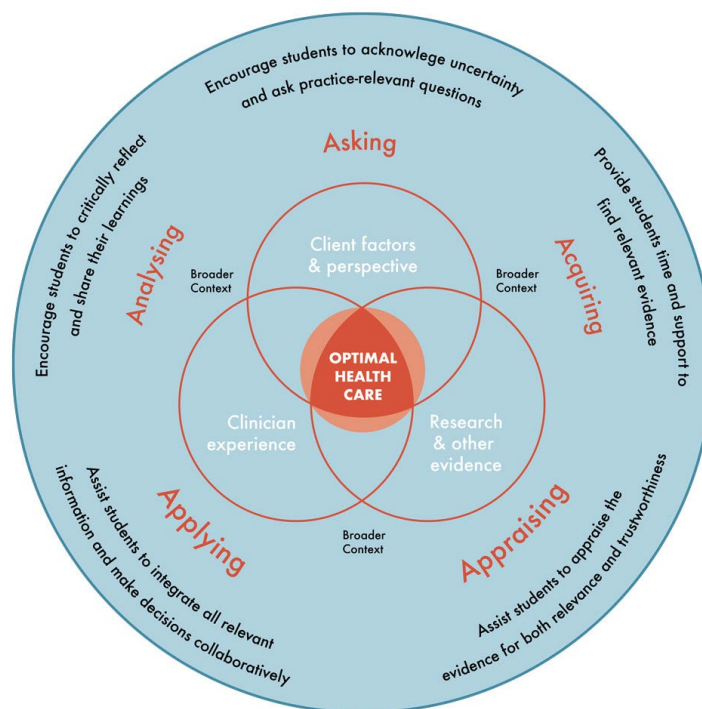 Encourage students to acknowlege uncertainty
and ask practice-relevant questions
Asking
Provide students time and support to
find relevant evidence
Acquiring
Assist students to appraise the
evidence for both relevance and trustworthiness
Appraising
Assist students to integrate all relevant
information and make decisions collaboratively
Applying
Encourage students to critically reflect
and share their learnings
Analysing
Client factors
& perspective
Broader
Context
Broader
Context
OPTIMAL
HEALTH
CARE
Clinician
experience
Research
& other
evidence
Broader
Context